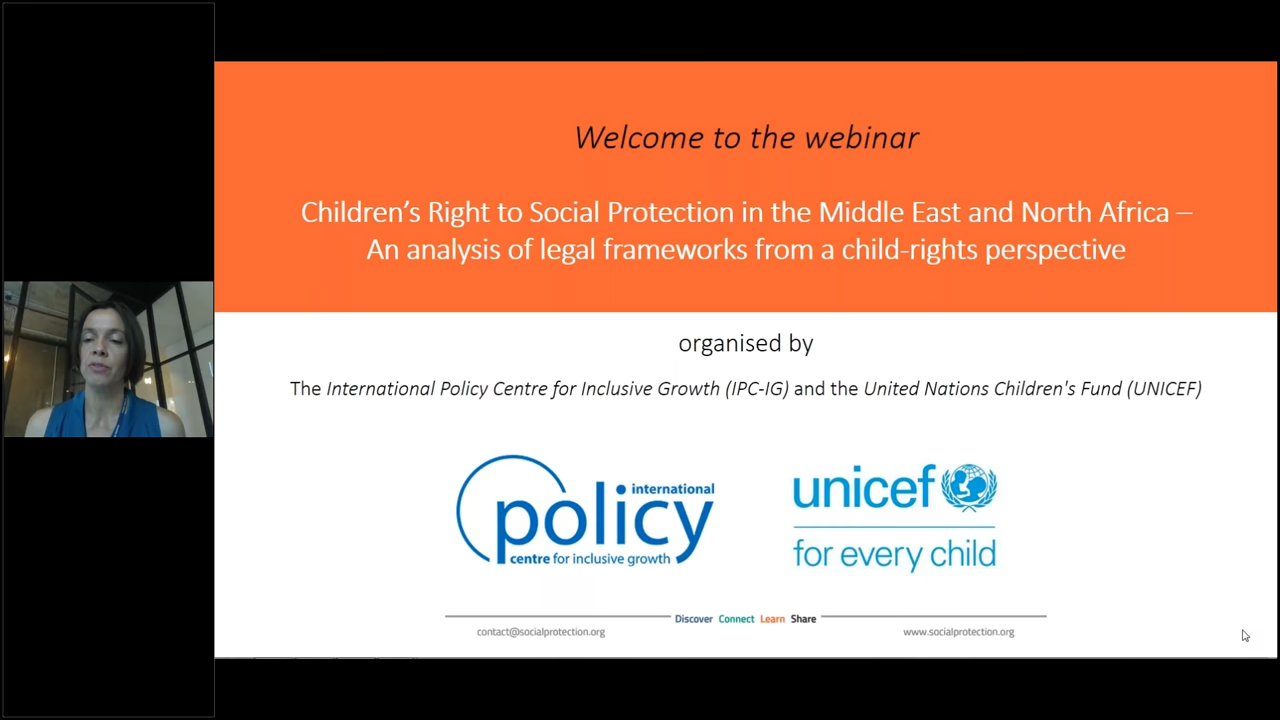 Welcome to the webinar
Children’s Right to Social Protection in the Middle East and North Africa –
An analysis of legal frameworks from a child-rights perspective
organised by
The International Policy Centre for Inclusive Growth (IPC-IG) and the United Nations Children's Fund (UNICEF)
international
policy
centre for inclusive growth
unicef
for every child
Discover Connect Learn Share
contact@socialprotection.org
www.socialprotection.org